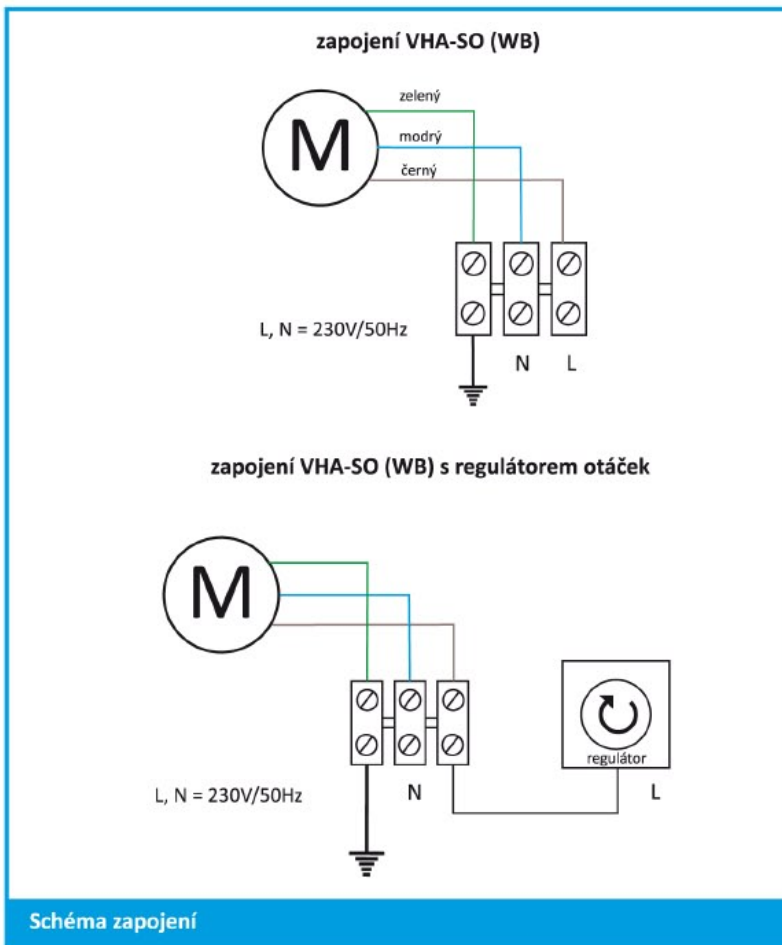 zapojení VHA-SO (WB)
zelený
M
modrý
černý
L, N = 230V/50Hz
N L
zapojení VHA-SO (WB) s regulátorem otáček
M
regulátor
L, N = 230V/50Hz
N
L
Schéma zapojení